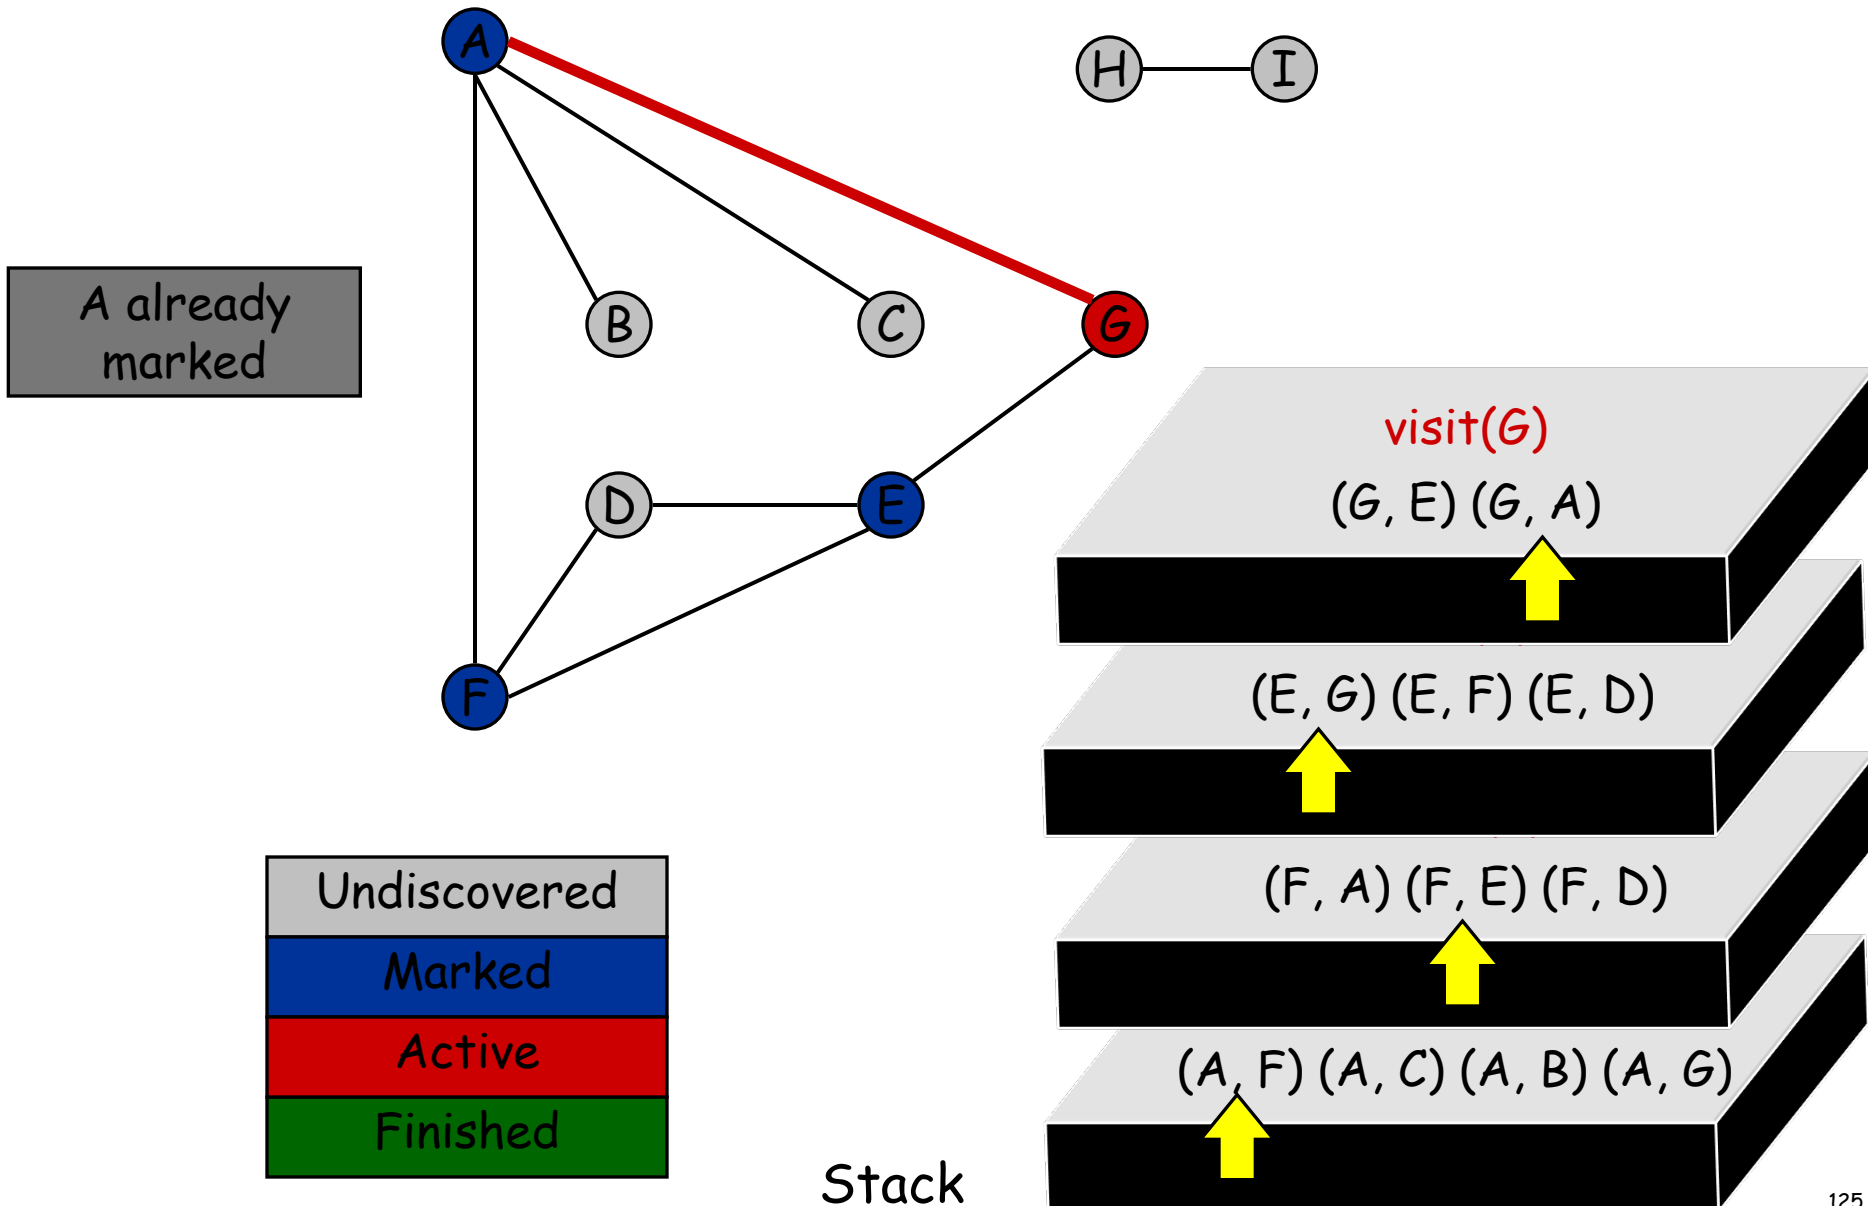 A
H
I
A already
marked
B
C
G
visit(G)
(G, E) (G, A)
D
E
F
(E, G) (E, F) (E, D)
(F, A) (F, E) (F, D)
(A, F) (A, C) (A, B) (A, G)
Undiscovered
Marked
Active
Finished
Stack
125